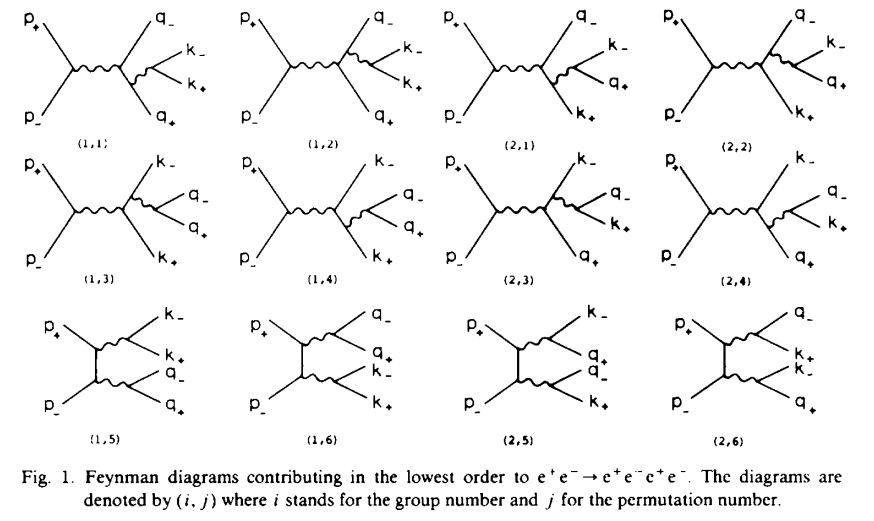 p₊ q₋ p₊ q₋ p₊ q₋ p₊ q₋
k₋ k₋ k₋ k₋
k₊ k₊ q₊ q₊
p₋ q₊ p₋ q₊ p₋ k₊ p₋ k₊
(1,1) (1,2) (2,1) (2,2)
p₊ k₋ p₊ k₋ p₊ k₋ p₊ k₋
q₋ q₋ q₋ q₋
q₊ q₊ k₊ k₊
p₋ k₊ p₋ k₊ p₋ q₊ p₋ q₊
(1,3) (1,4) (2,3) (2,4)
p₊ k₋ p₊ q₋ p₊ k₋ p₊ q₋
k₊ q₊ q₊ k₊
q₋ k₋ q₋ k₋
p₋ q₊ p₋ k₊ p₋ k₊ p₋ q₊
(1,5) (1,6) (2,5) (2,6)
Fig. 1. Feynman diagrams contributing in the lowest order to e⁺e⁻→e⁺e⁻e⁺e⁻. The diagrams are
denoted by (i, j) where i stands for the group number and j for the permutation number.